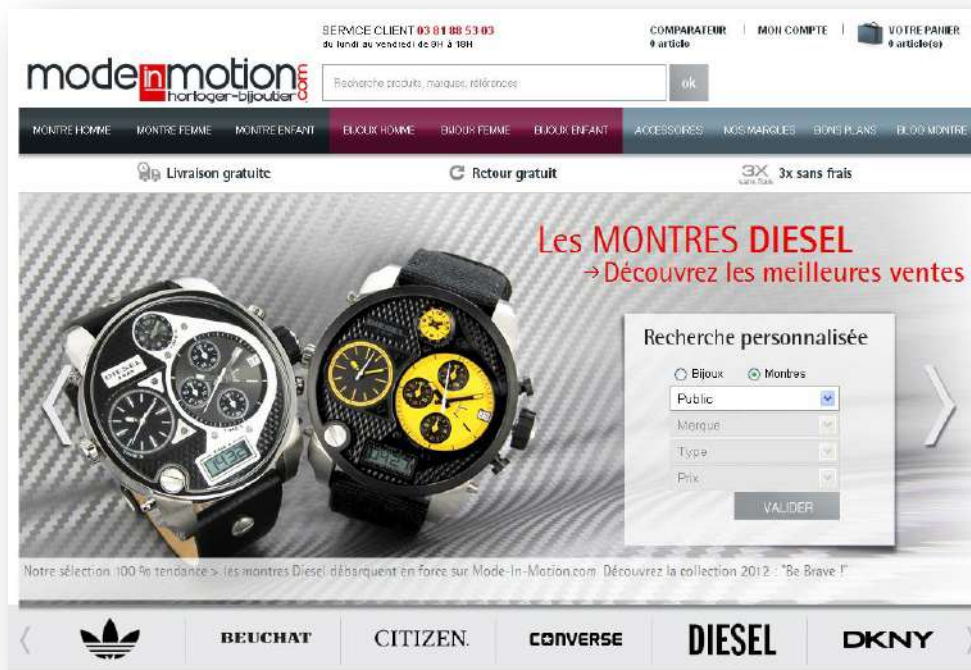 SERVICE CLIENT 03 81 88 53 03
du lundi au vendredi de 9H à 18H
COMPARATEUR
0 article
MON COMPTE
VOTRE PANIER
0 article(s)
modeinmotion.com
horloger-bijoutier
Recherche produits, marques, références
ok
MONTRE HOMME MONTRE FEMME MONTRE ENFANT BIJOUX HOMME BIJOUX FEMME BIJOUX ENFANT ACCESSOIRES NOS MARQUES BONS PLANS BLOG MONTRE
Livraison gratuite
Retour gratuit
3X sans frais
3x sans frais
Les MONTRES DIESEL
→Découvrez les meilleures ventes
Recherche personnalisée
Bijoux Montres
Public
Marque
Type
Prix
VALIDER
DIESEL
Notre sélection 100 % tendance > les montres Diesel débarquent en force sur Mode-In-Motion.com. Découvrez la collection 2012 : "Be Brave !"
BEUCHAT CITIZEN. CONVERSE DIESEL DKNY